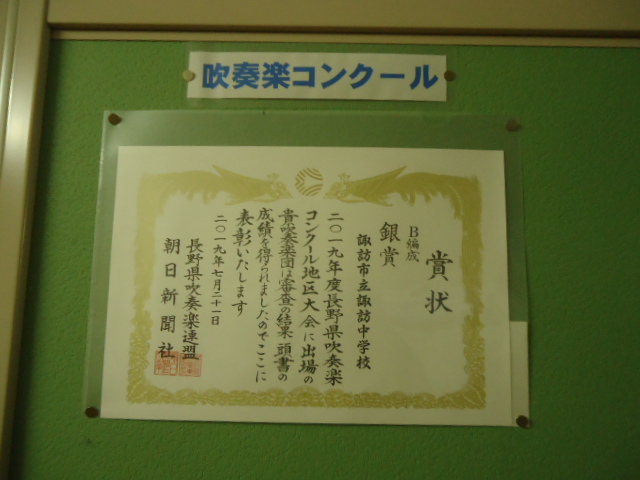 吹奏楽コンクール
賞状
B編成
銀賞
諏訪市立諏訪中学校
二〇一九年度長野県吹奏楽
コンクール地区大会に出場の
貴吹奏楽団は審査の結果頭書の
成績を得られましたのでここに
表彰いたします
二〇一九年七月二十一日
長野県吹奏楽連盟
朝日新聞社